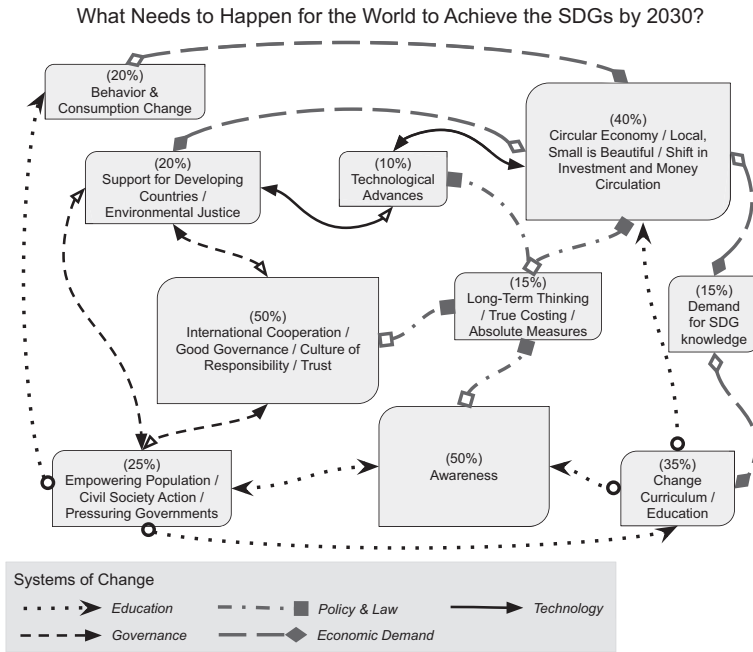 What Needs to Happen for the World to Achieve the SDGs by 2030?
(20%)
Behavior &
Consumption Change
(40%)
Circular Economy / Local,
Small is Beautiful / Shift in
Investment and Money
Circulation
(20%)
Support for Developing
Countries /
Environmental Justice
(10%)
Technological
Advances
(50%)
International Cooperation /
Good Governance / Culture of
Responsibility / Trust
(15%)
Long-Term Thinking
/ True Costing /
Absolute Measures
(15%)
Demand
for SDG
knowledge
(25%)
Empowering Population /
Civil Society Action /
Pressuring Governments
(50%)
Awareness
(35%)
Change
Curriculum /
Education
Systems of Change
Education
Policy & Law
Technology
Governance
Economic Demand